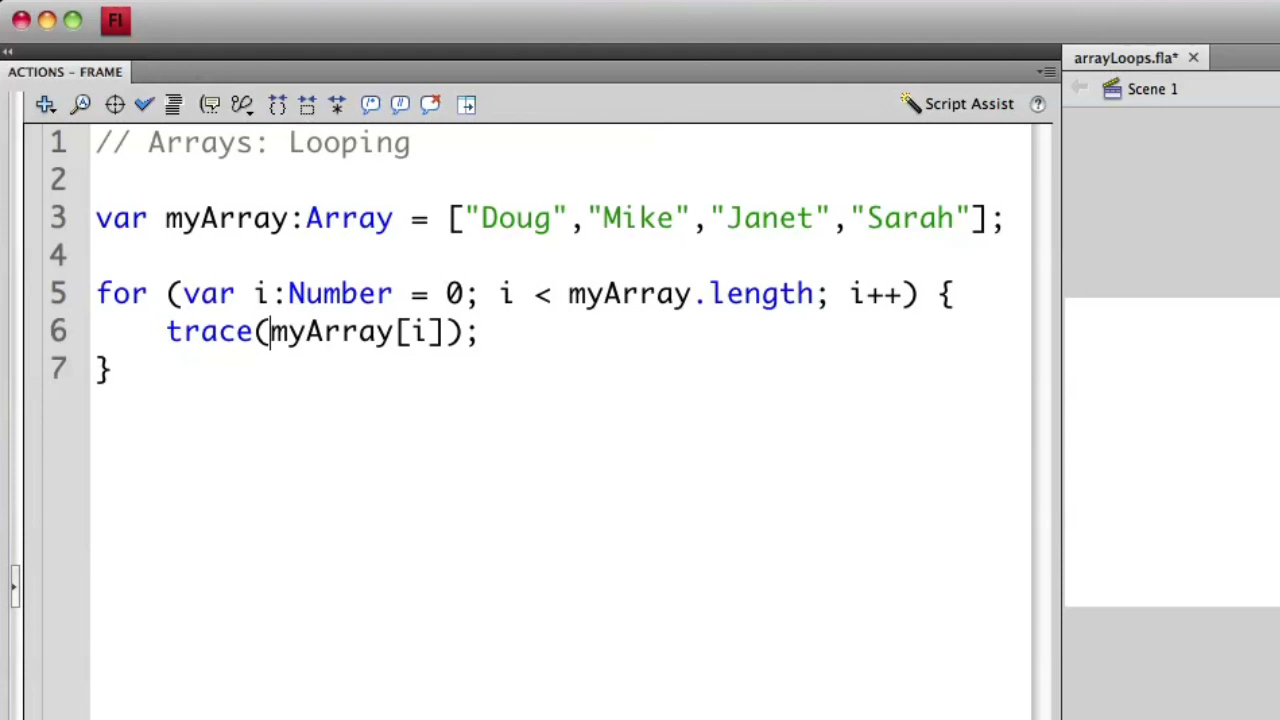 Fl
ACTIONS - FRAME
arrayLoops.fla*
Script Assist
Scene 1
1 // Arrays: Looping
2
3 var myArray:Array = ["Doug","Mike","Janet","Sarah"];
4
5 for (var i:Number = 0; i < myArray.length; i++) {
6     trace(myArray[i]);
7 }